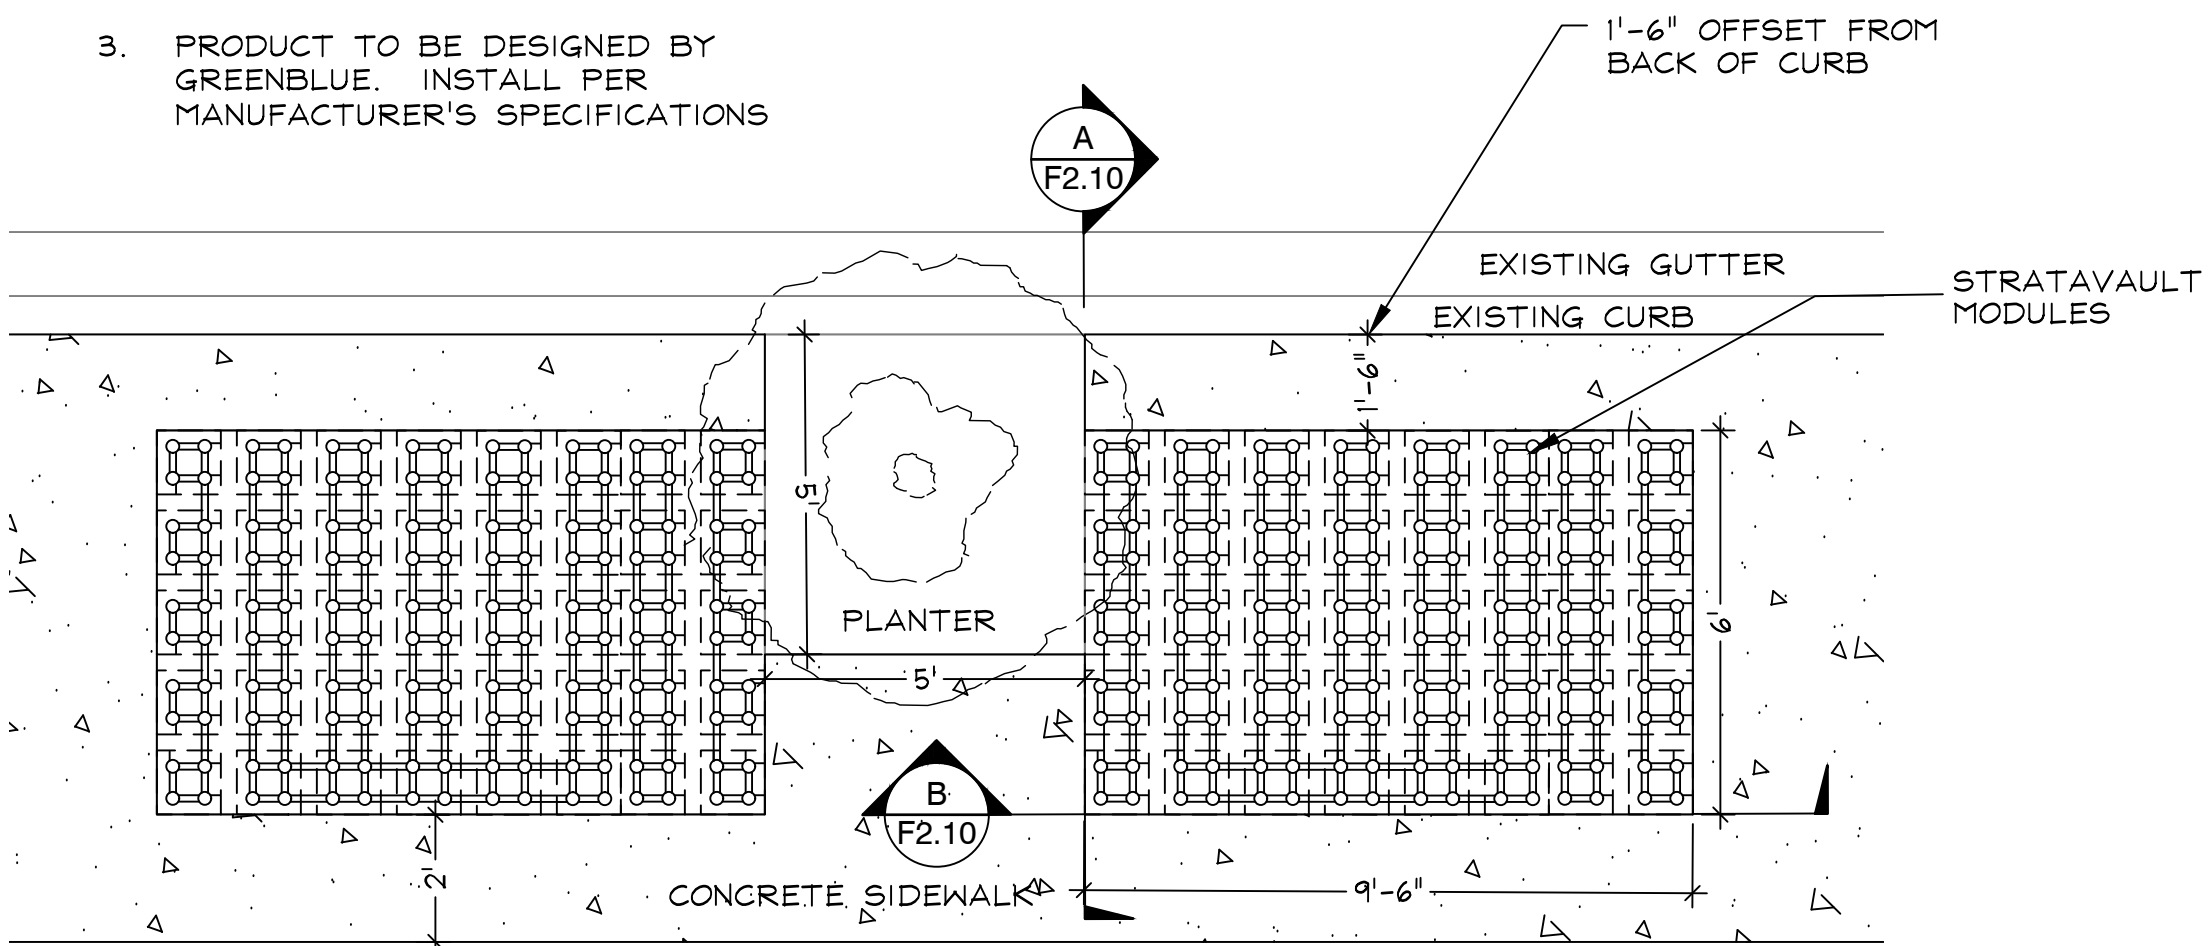 3. PRODUCT TO BE DESIGNED BY
GREENBLUE. INSTALL PER
MANUFACTURER'S SPECIFICATIONS
1'-6" OFFSET FROM
BACK OF CURB
A
F2.10
EXISTING GUTTER
STRATAVAULT
MODULES
EXISTING CURB
1'-6"
5'
PLANTER
6'
5'
B
F2.10
2'
CONCRETE SIDEWALK
9'-6"